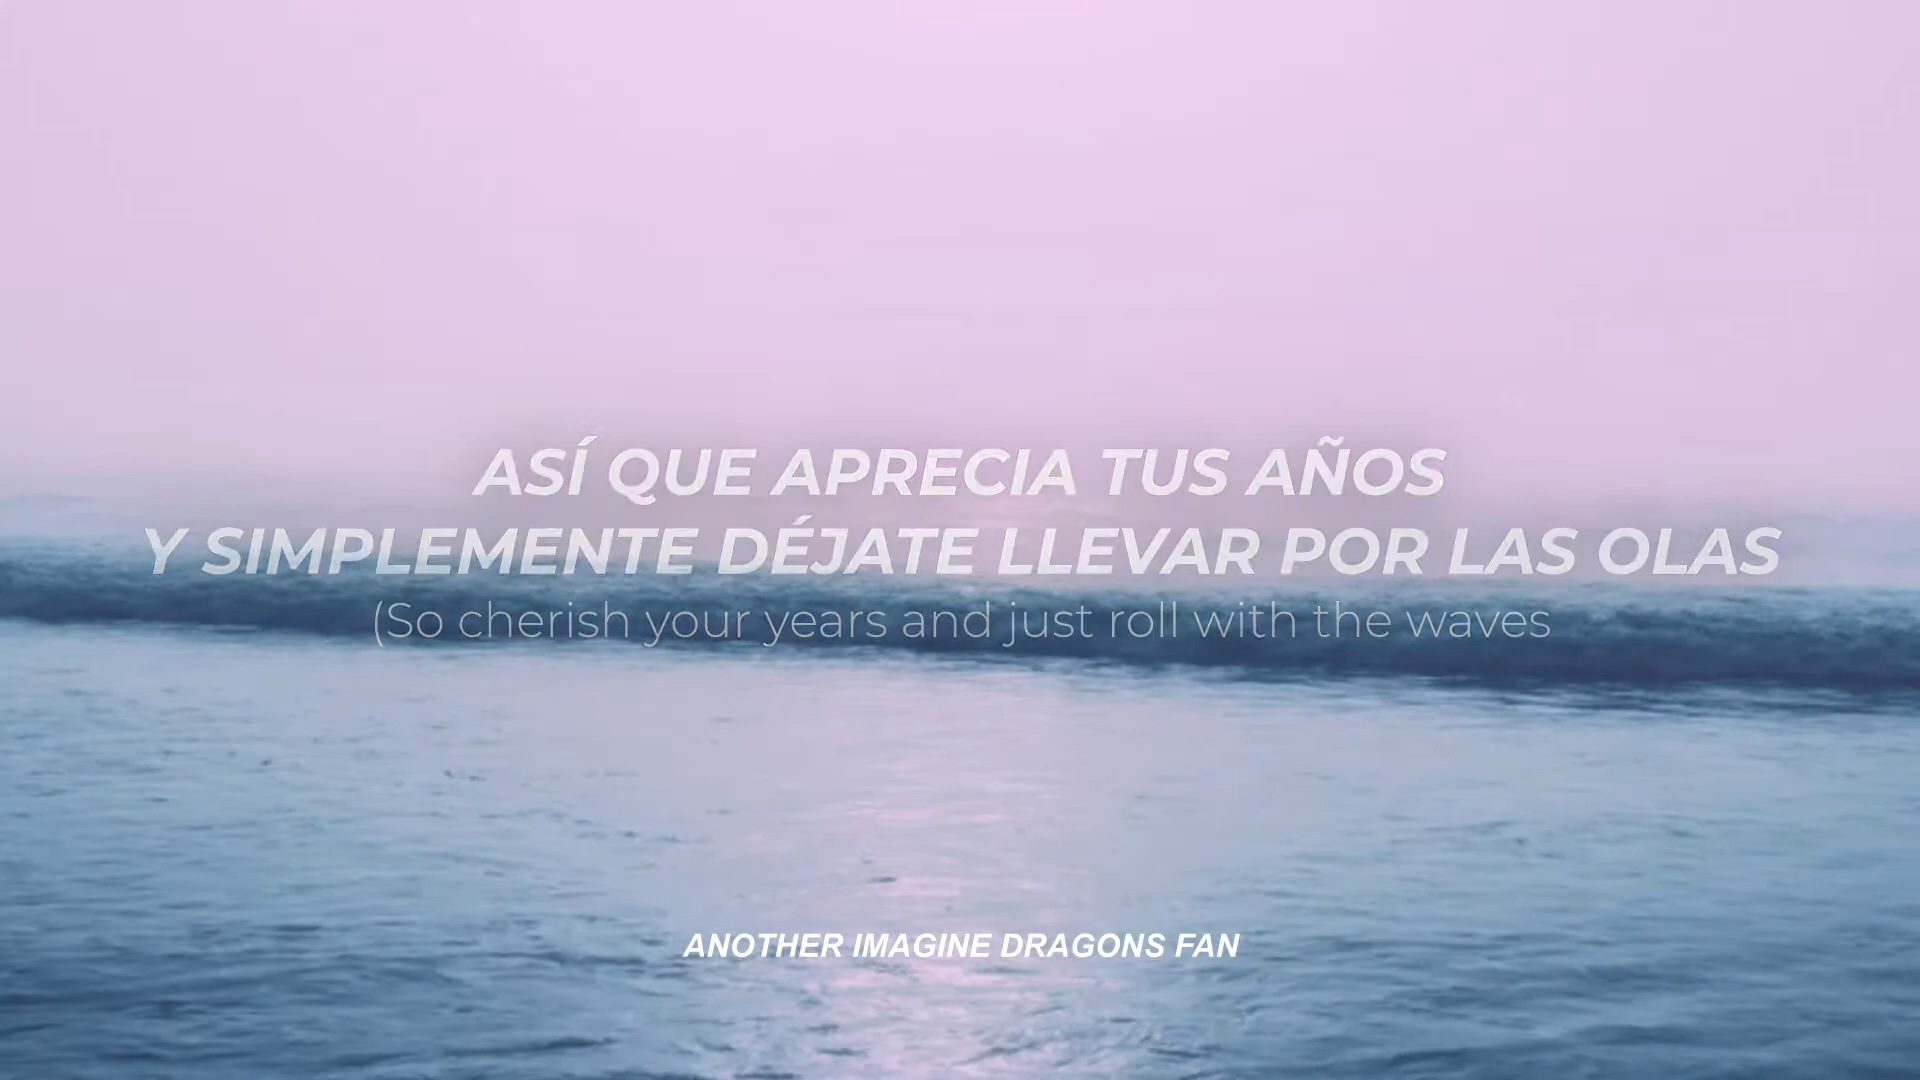 ASÍ QUE APRECIA TUS AÑOS
Y SIMPLEMENTE DÉJATE LLEVAR POR LAS OLAS
(So cherish your years and just roll with the waves
ANOTHER IMAGINE DRAGONS FAN